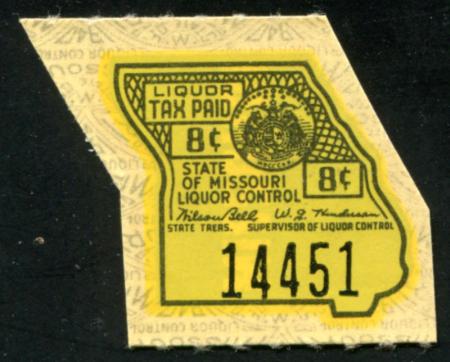 LIQUOR
TAX PAID
8¢
8¢
STATE
OF MISSOURI
LIQUOR CONTROL
Wilson Bell W. J. Henderson
STATE TREAS. SUPERVISOR OF LIQUOR CONTROL
14451